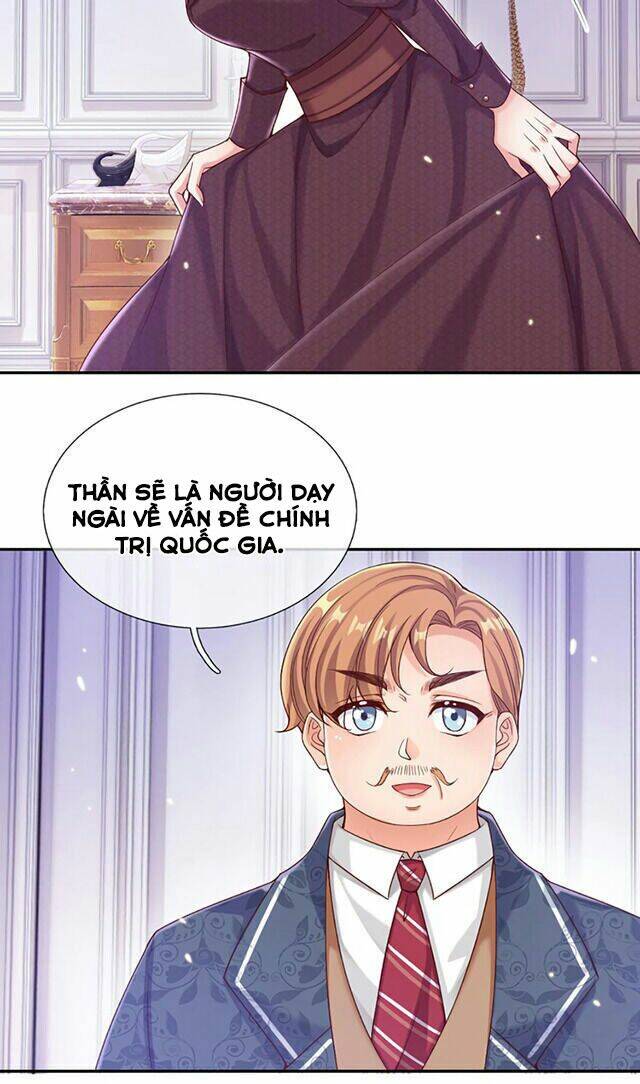 THẦN SẼ LÀ NGƯỜI DẠY
NGÀI VỀ VẤN ĐỀ CHÍNH
TRỊ QUỐC GIA.